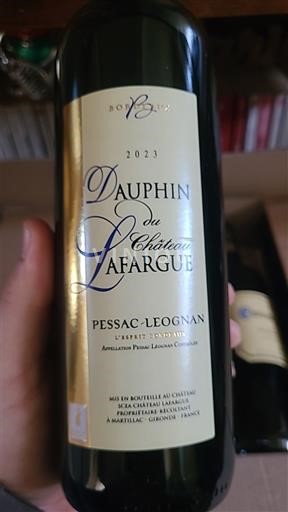 BORDEAUX
2023
DAUPHIN
du
Château
LAFARGUE
PESSAC-LEOGNAN
L'ESPRIT BORDEAUX
APPELLATION PESSAC LEOGNAN CONTRÔLÉE
MIS EN BOUTEILLE AU CHÂTEAU
SCEA CHÂTEAU LAFARGUE
PROPRIÉTAIRE-RÉCOLTANT
À MARTILLAC - GIRONDE - FRANCE